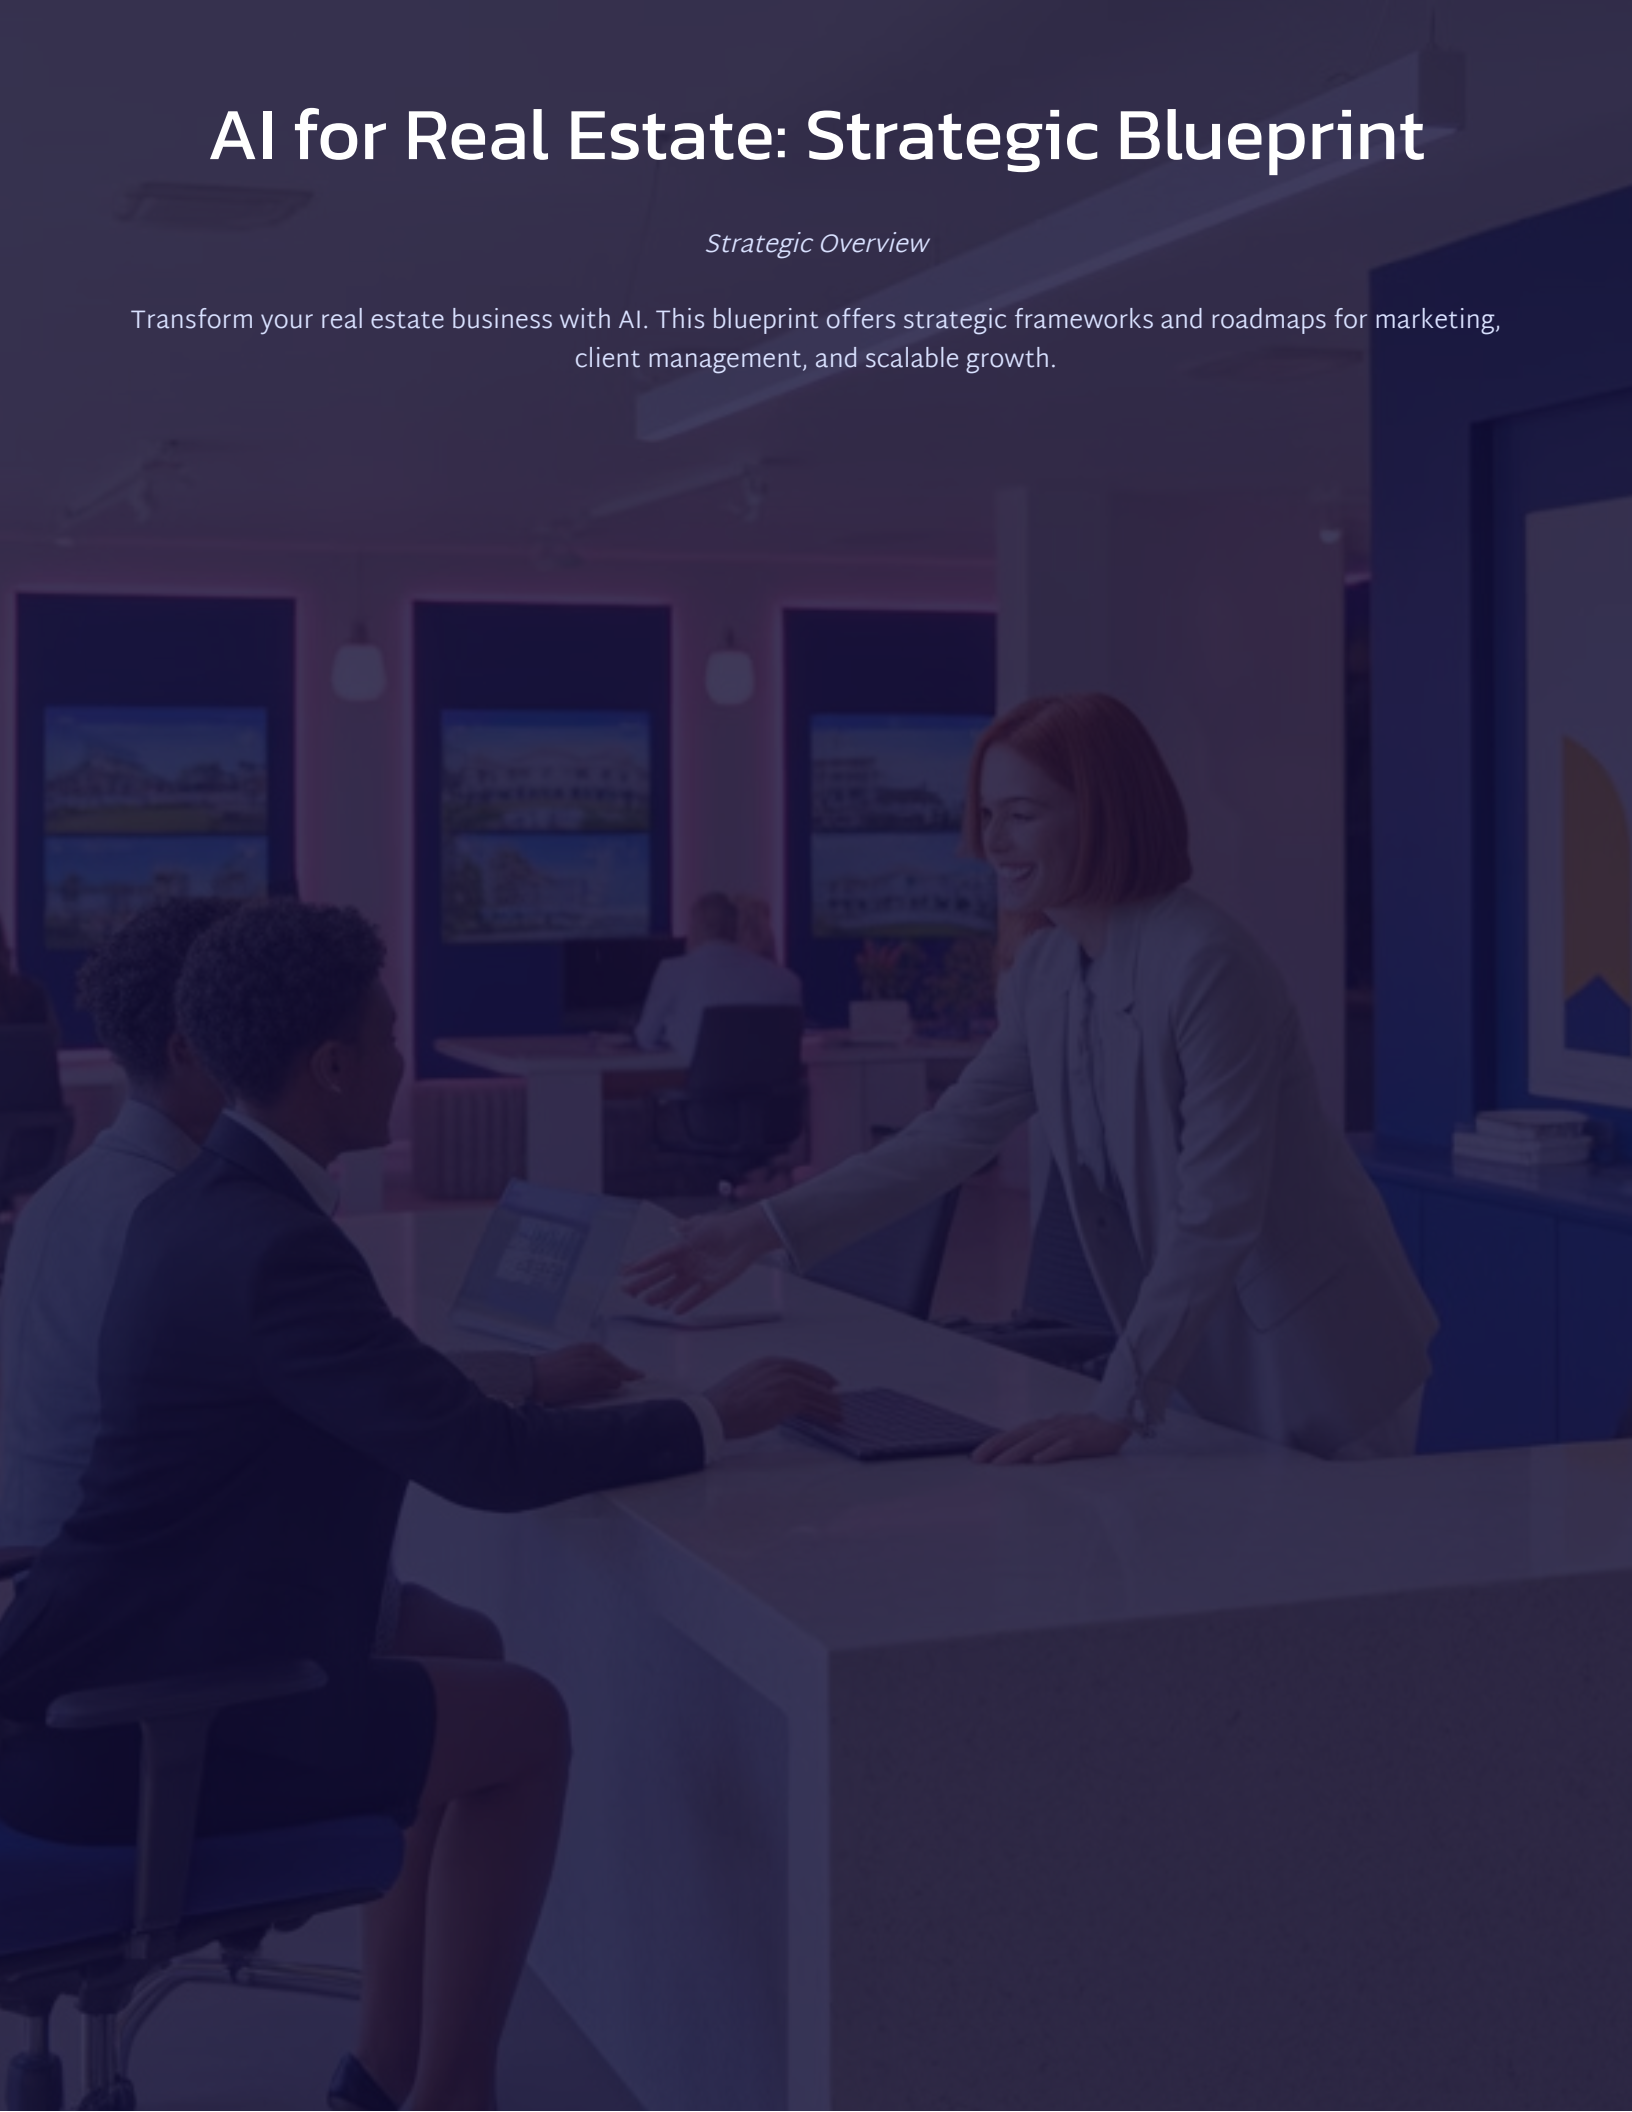 AI for Real Estate: Strategic Blueprint
Strategic Overview
Transform your real estate business with AI. This blueprint offers strategic frameworks and roadmaps for marketing,
client management, and scalable growth.